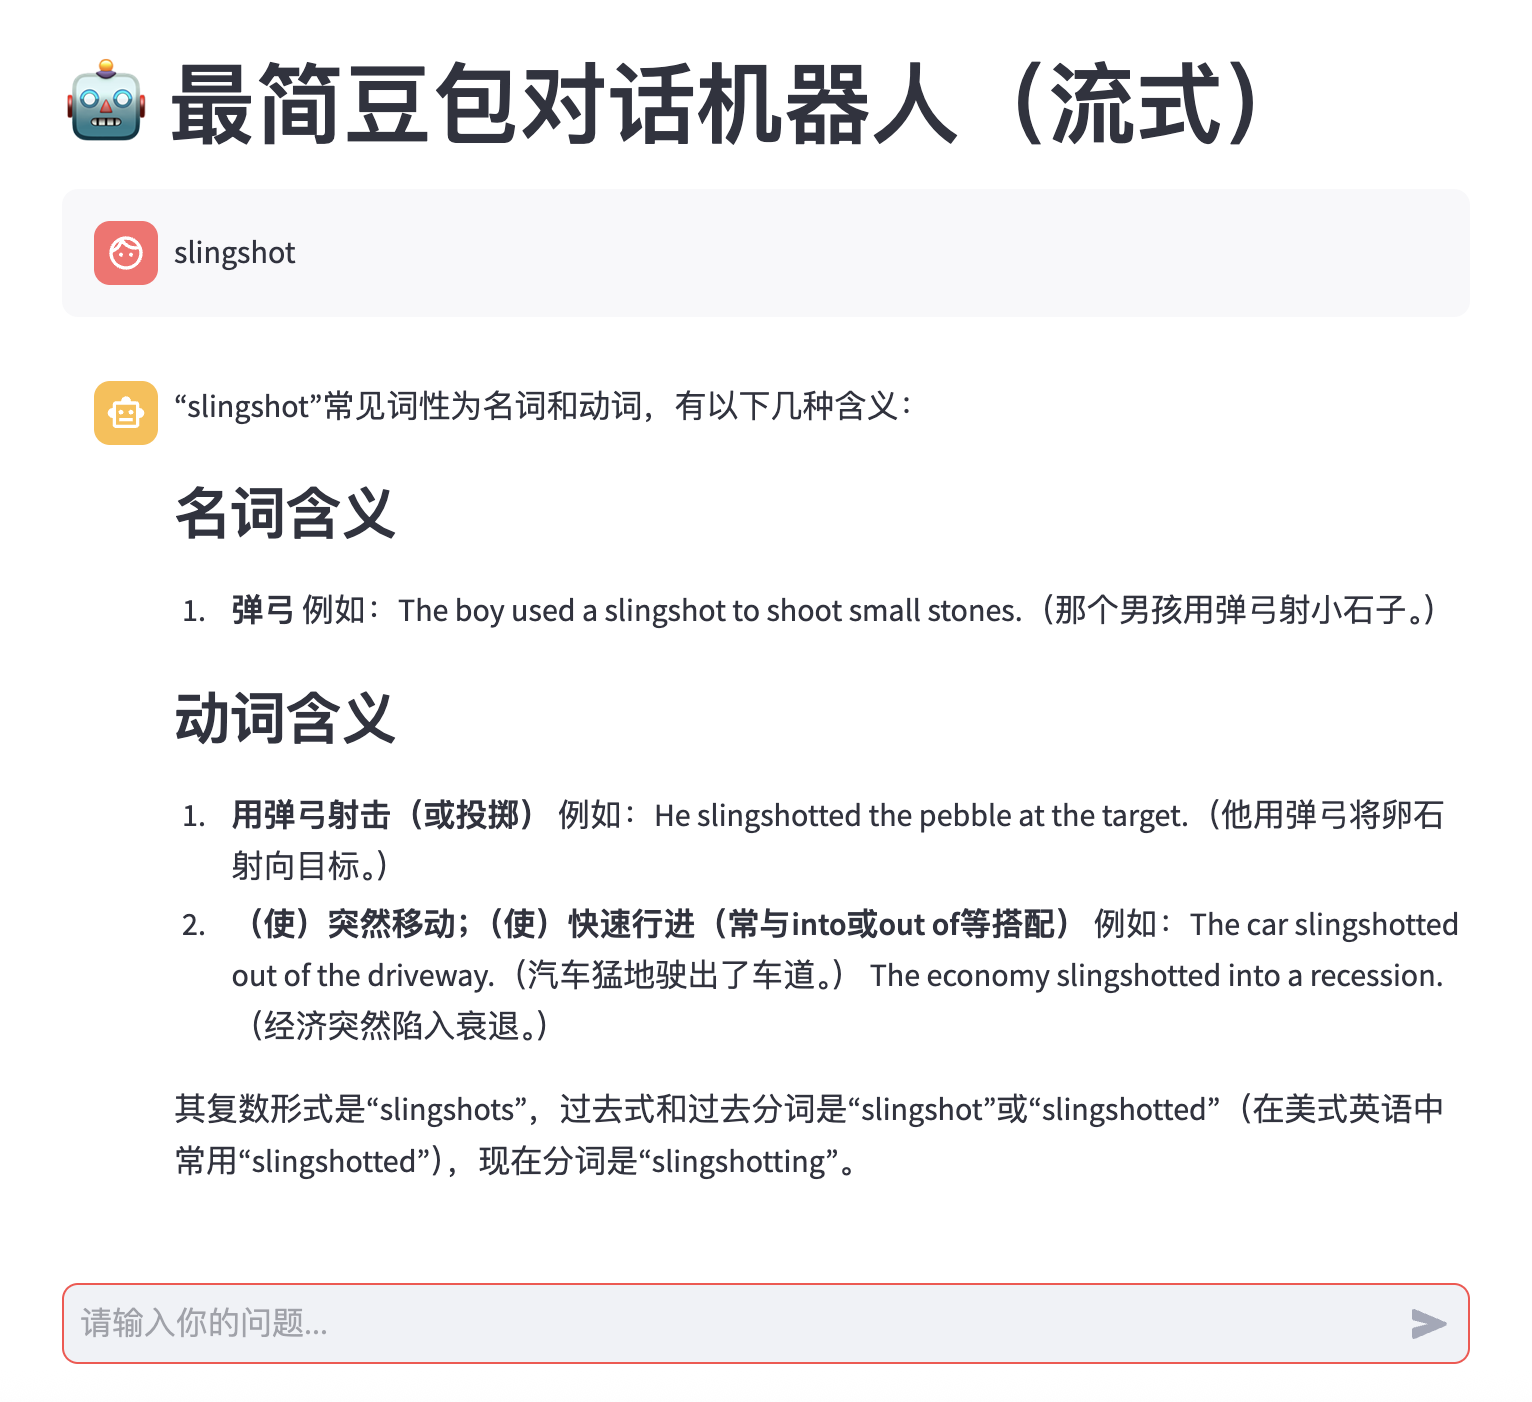 最简豆包对话机器人（流式）
slingshot
“slingshot”常见词性为名词和动词，有以下几种含义：
名词含义
1. 弹弓 例如：The boy used a slingshot to shoot small stones.（那个男孩用弹弓射小石子。）
动词含义
1. 用弹弓射击（或投掷） 例如：He slingshotted the pebble at the target.（他用弹弓将卵石
射向目标。）
2. （使）突然移动；（使）快速行进（常与into或out of等搭配） 例如：The car slingshotted
out of the driveway.（汽车猛地驶出了车道。） The economy slingshotted into a recession.
（经济突然陷入衰退。）
其复数形式是“slingshots”，过去式和过去分词是“slingshot”或“slingshotted”（在美式英语中
常用“slingshotted”），现在分词是“slingshotting”。
请输入你的问题...